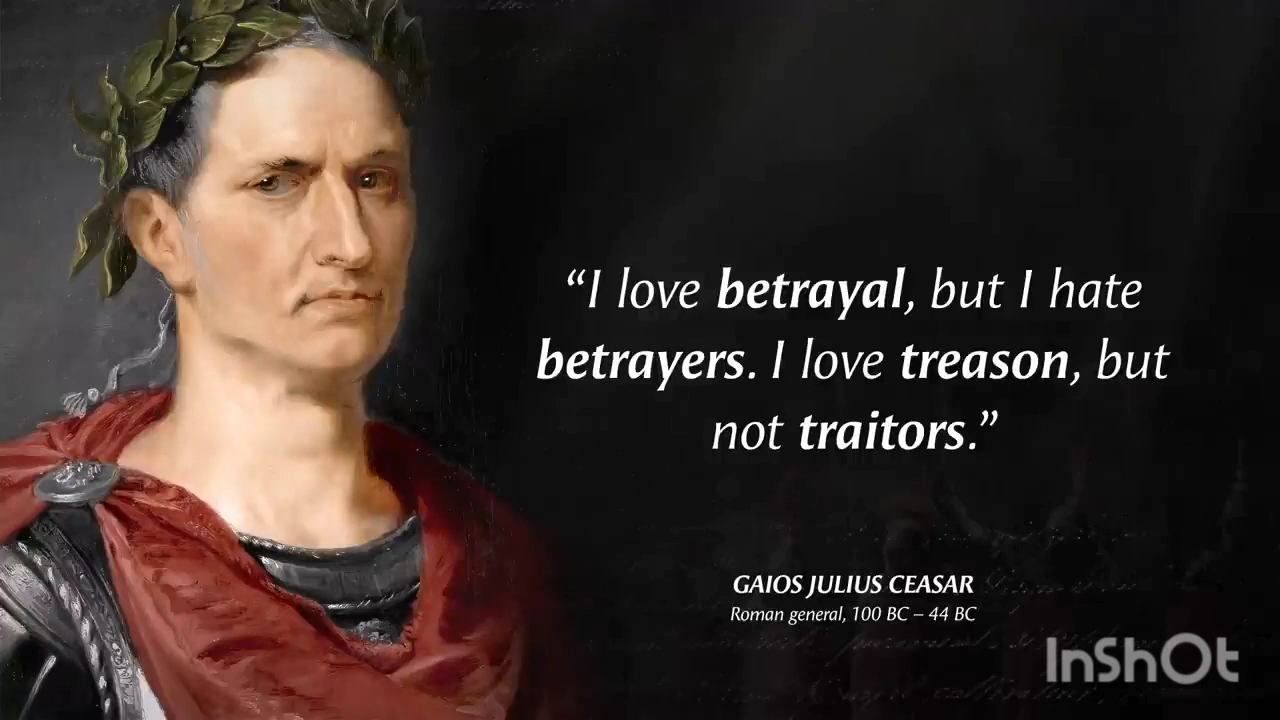 “I love betrayal, but I hate
betrayers. I love treason, but
not traitors.”
GAIOS JULIUS CEASAR
Roman general, 100 BC – 44 BC
InShOt